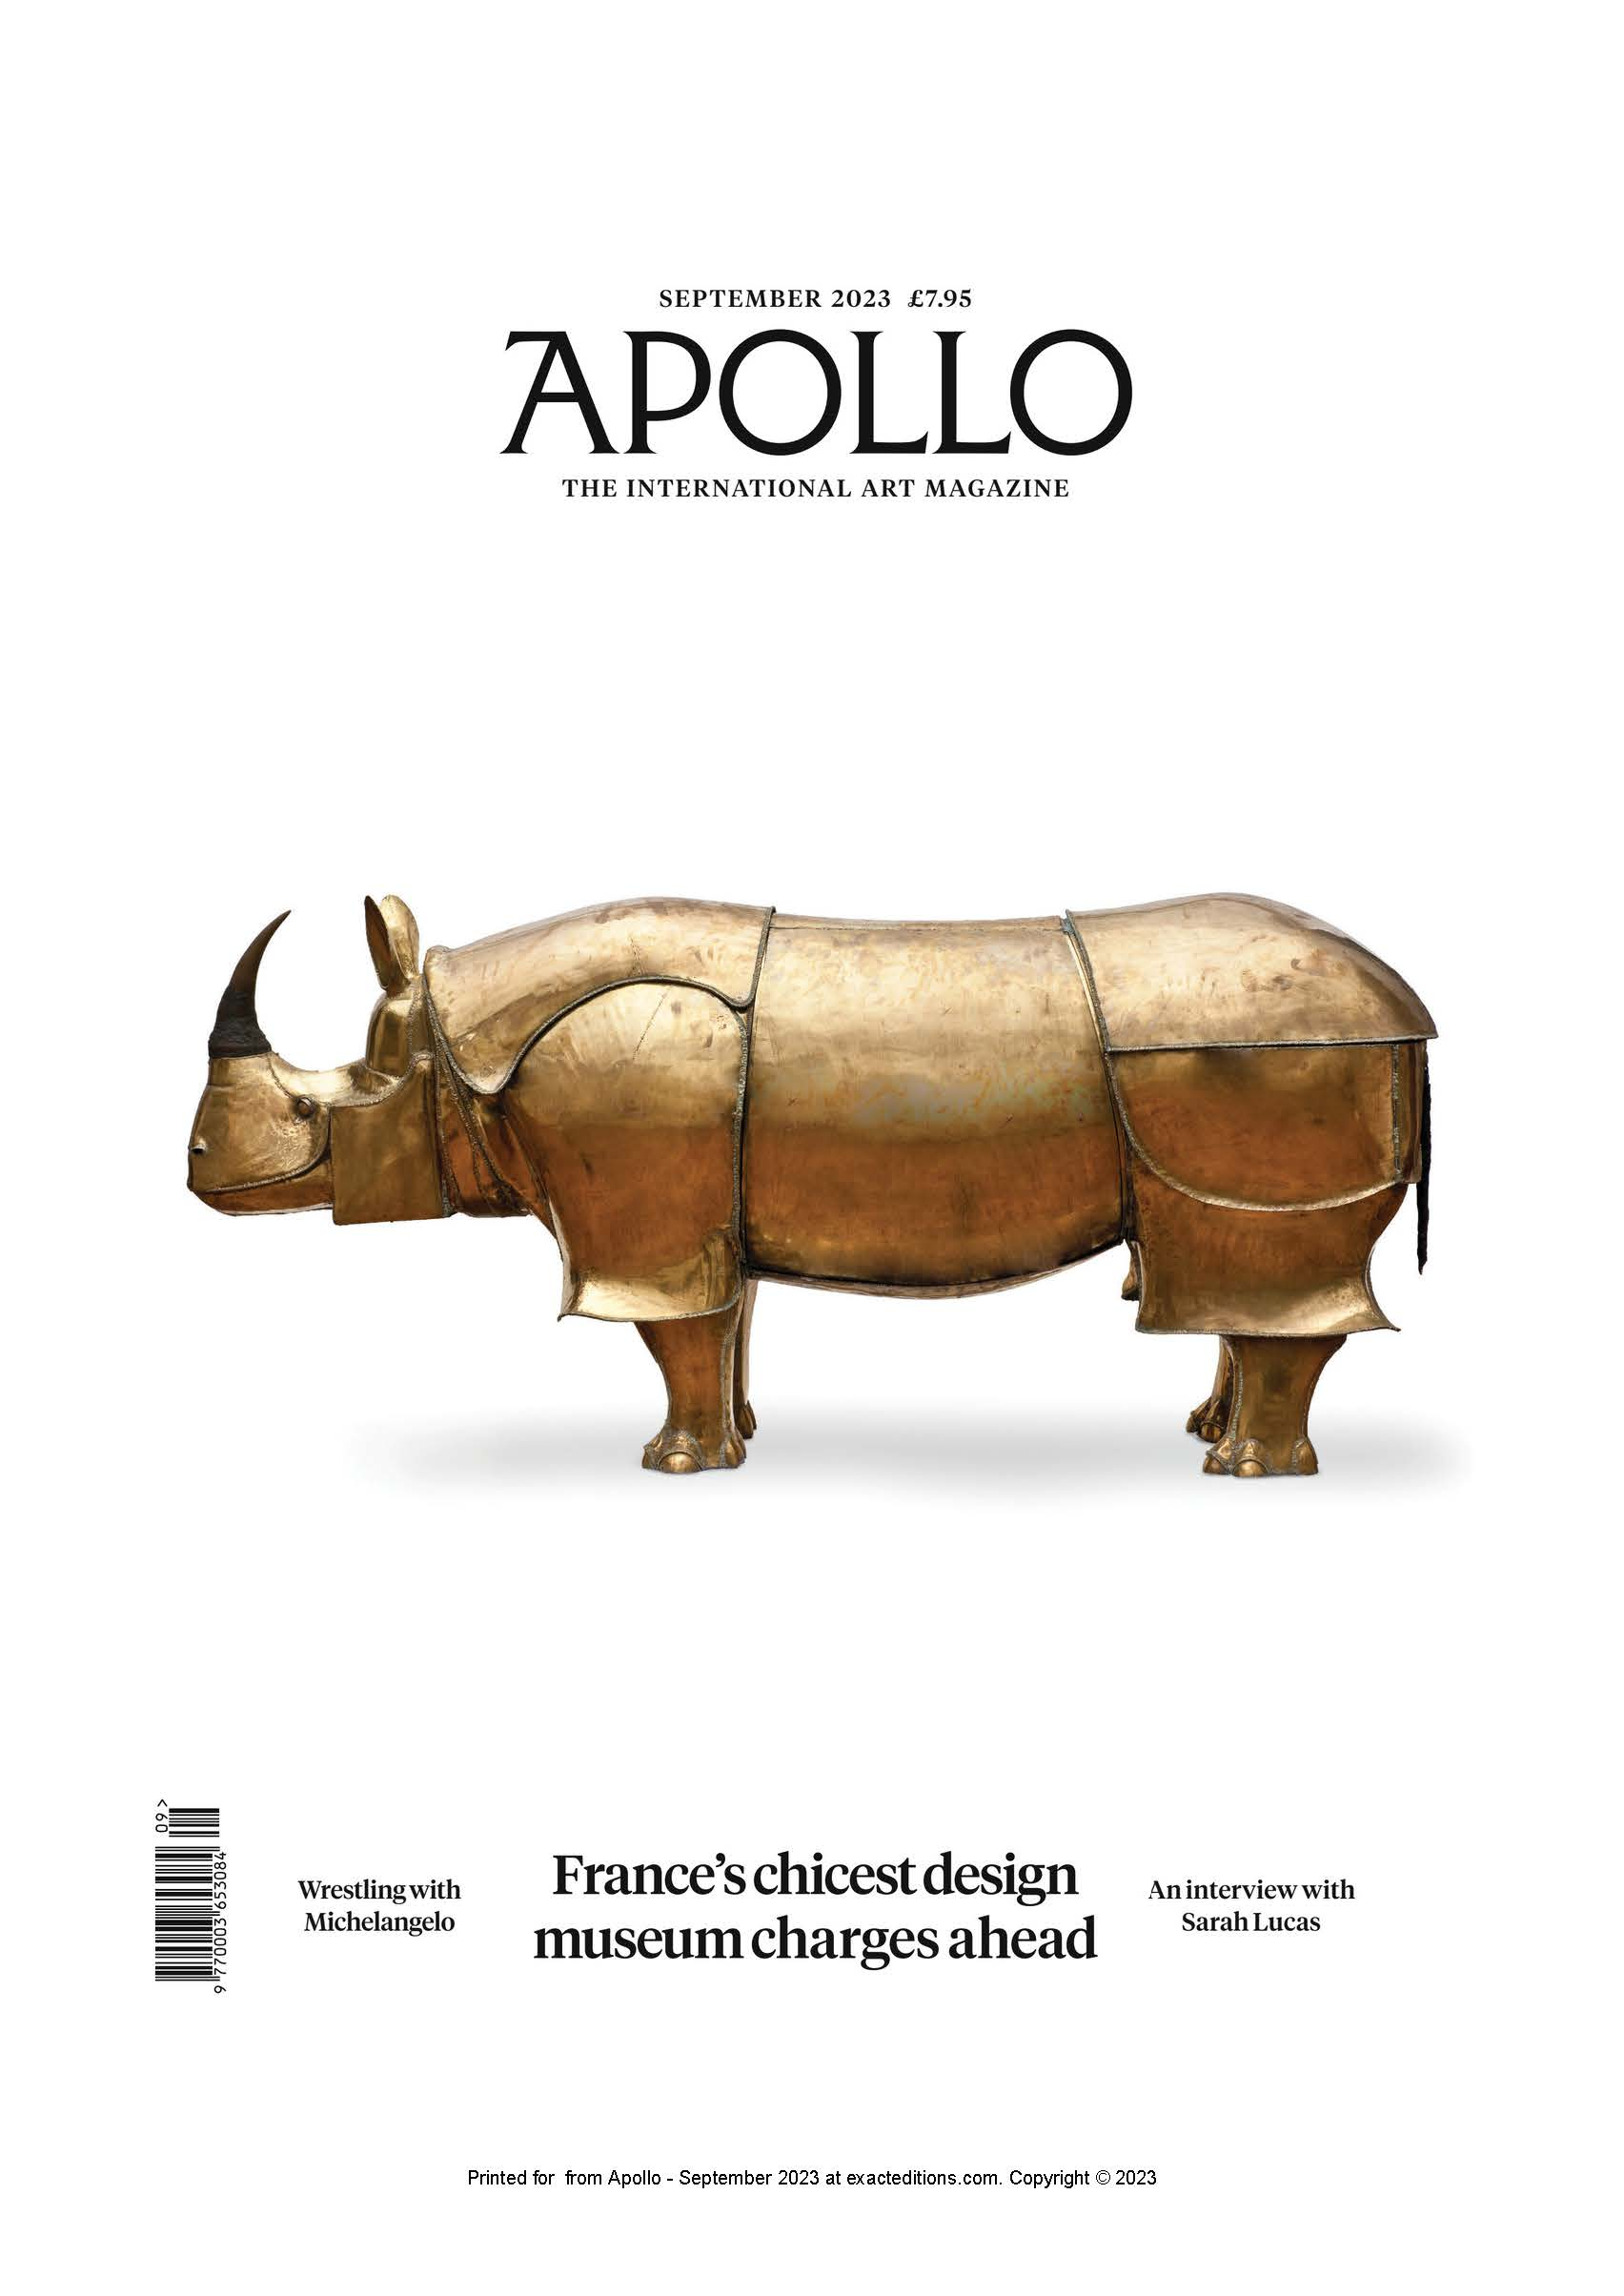 SEPTEMBER 2023 £7.95
APOLLO
THE INTERNATIONAL ART MAGAZINE
09 >
9 770003 653084
Wrestling with
Michelangelo
France’s chicest design
museum charges ahead
An interview with
Sarah Lucas
Printed for from Apollo - September 2023 at exacteditions.com. Copyright © 2023